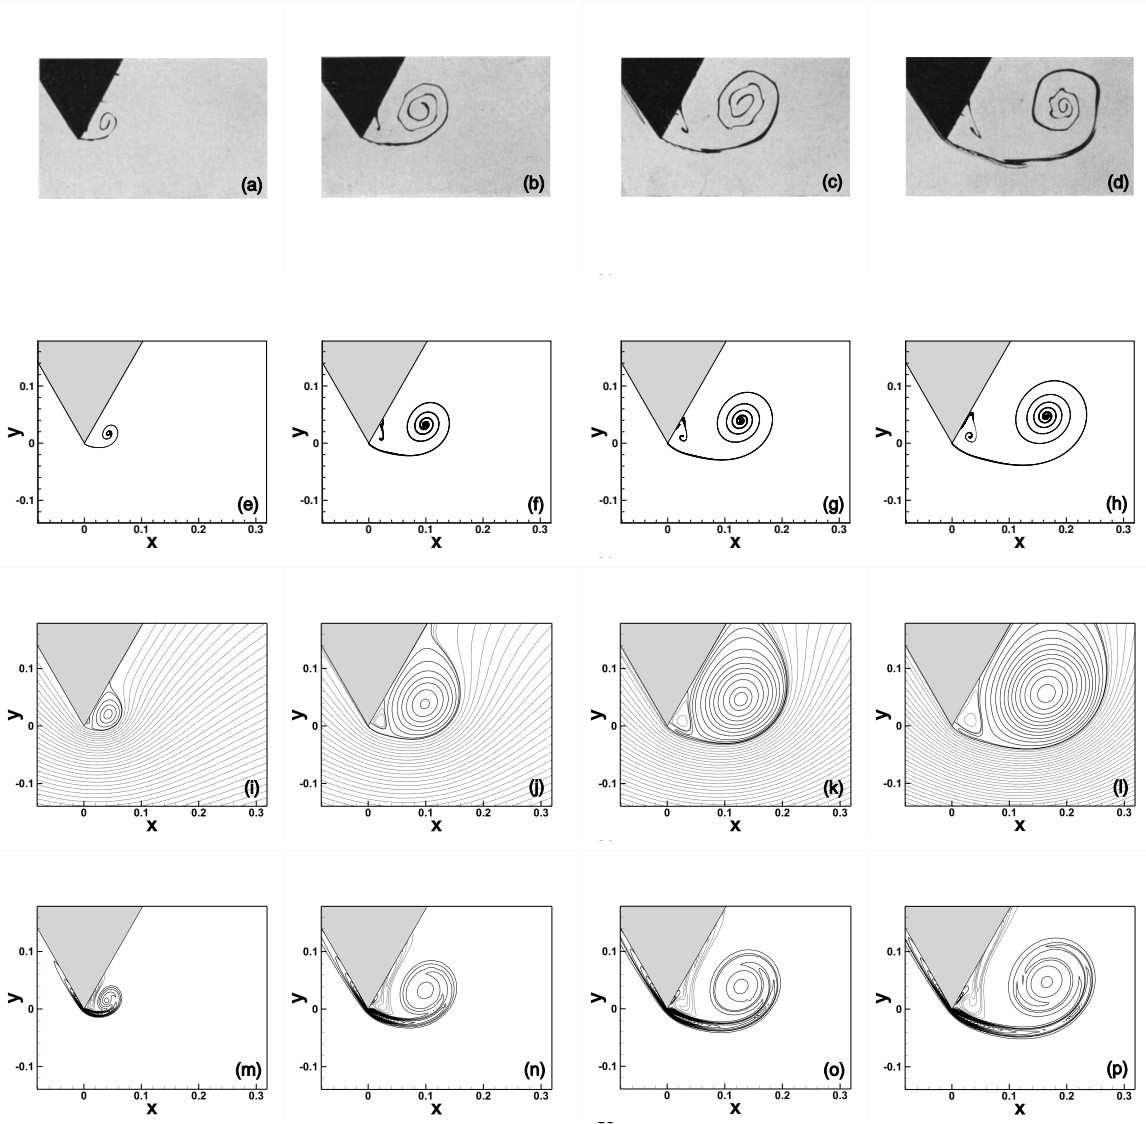 (a) (b) (c) (d)
y 0.1 0 -0.1 (e) 0 0.1 0.2 0.3 x
y 0.1 0 -0.1 (f) 0 0.1 0.2 0.3 x
y 0.1 0 -0.1 (g) 0 0.1 0.2 0.3 x
y 0.1 0 -0.1 (h) 0 0.1 0.2 0.3 x
y 0.1 0 -0.1 (i) 0 0.1 0.2 0.3 x
y 0.1 0 -0.1 (j) 0 0.1 0.2 0.3 x
y 0.1 0 -0.1 (k) 0 0.1 0.2 0.3 x
y 0.1 0 -0.1 (l) 0 0.1 0.2 0.3 x
y 0.1 0 -0.1 (m) 0 0.1 0.2 0.3 x
y 0.1 0 -0.1 (n) 0 0.1 0.2 0.3 x
y 0.1 0 -0.1 (o) 0 0.1 0.2 0.3 x
y 0.1 0 -0.1 (p) 0 0.1 0.2 0.3 x